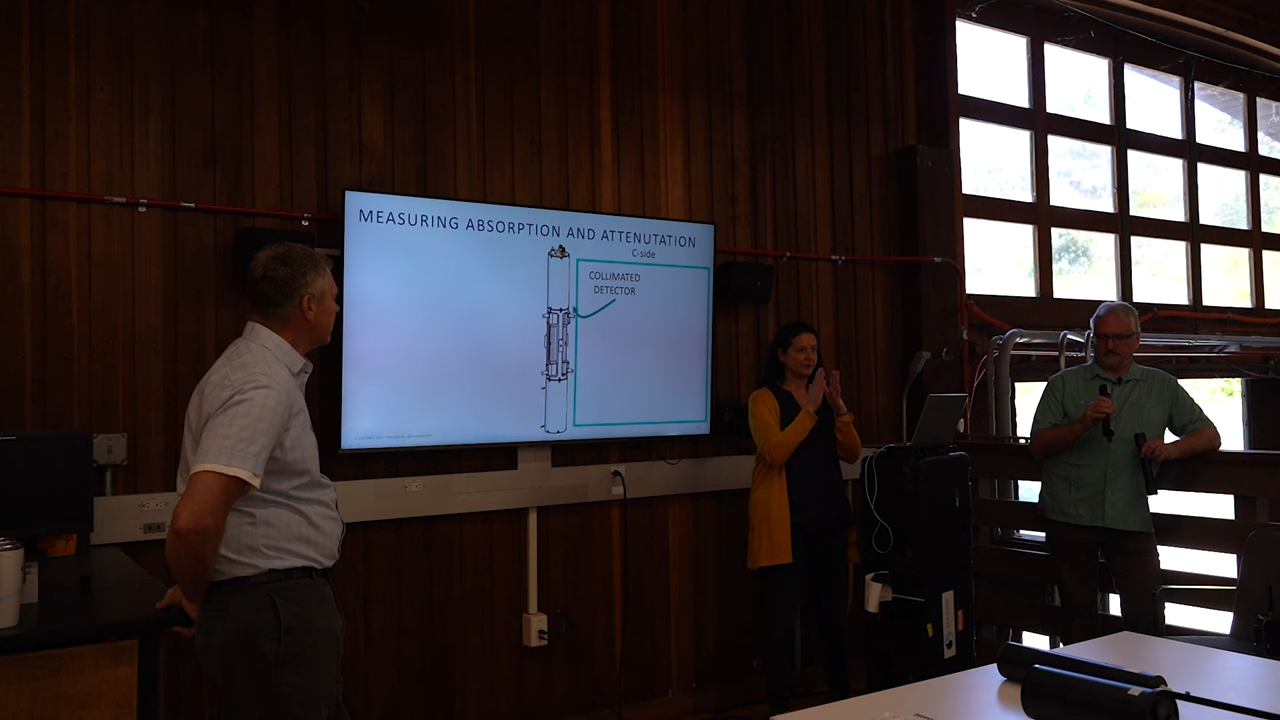 MEASURING ABSORPTION AND ATTENUTATION
C-side
COLLIMATED
DETECTOR